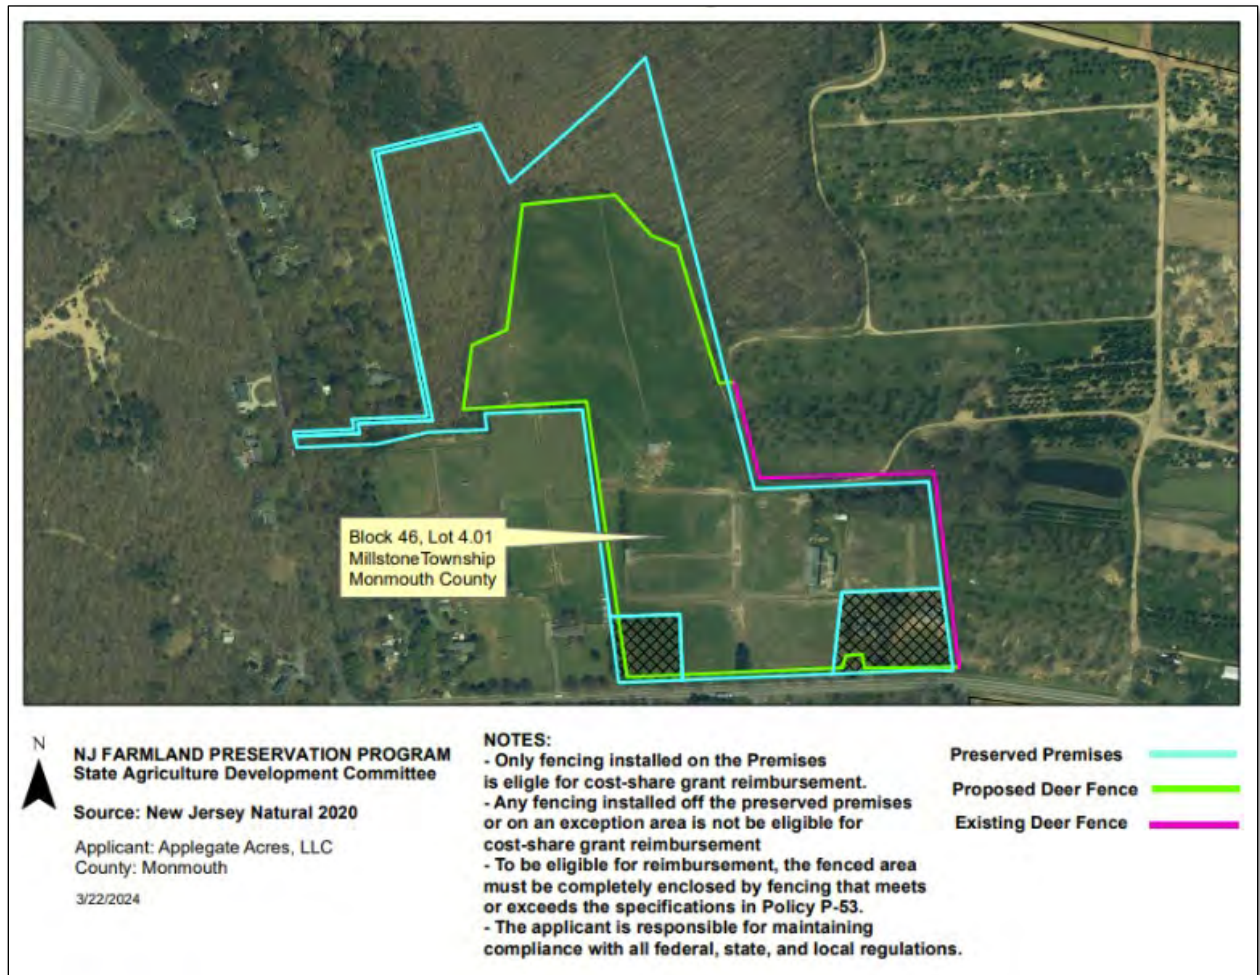 Block 46, Lot 4.01
MillstoneTownship
Monmouth County
N
NJ FARMLAND PRESERVATION PROGRAM
State Agriculture Development Committee
Source: New Jersey Natural 2020
Applicant: Applegate Acres, LLC
County: Monmouth
3/22/2024
NOTES:
- Only fencing installed on the Premises
is eligle for cost-share grant reimbursement.
- Any fencing installed off the preserved premises
or on an exception area is not be eligible for
cost-share grant reimbursement
- To be eligible for reimbursement, the fenced area
must be completely enclosed by fencing that meets
or exceeds the specifications in Policy P-53.
- The applicant is responsible for maintaining
compliance with all federal, state, and local regulations.
Preserved Premises
Proposed Deer Fence
Existing Deer Fence